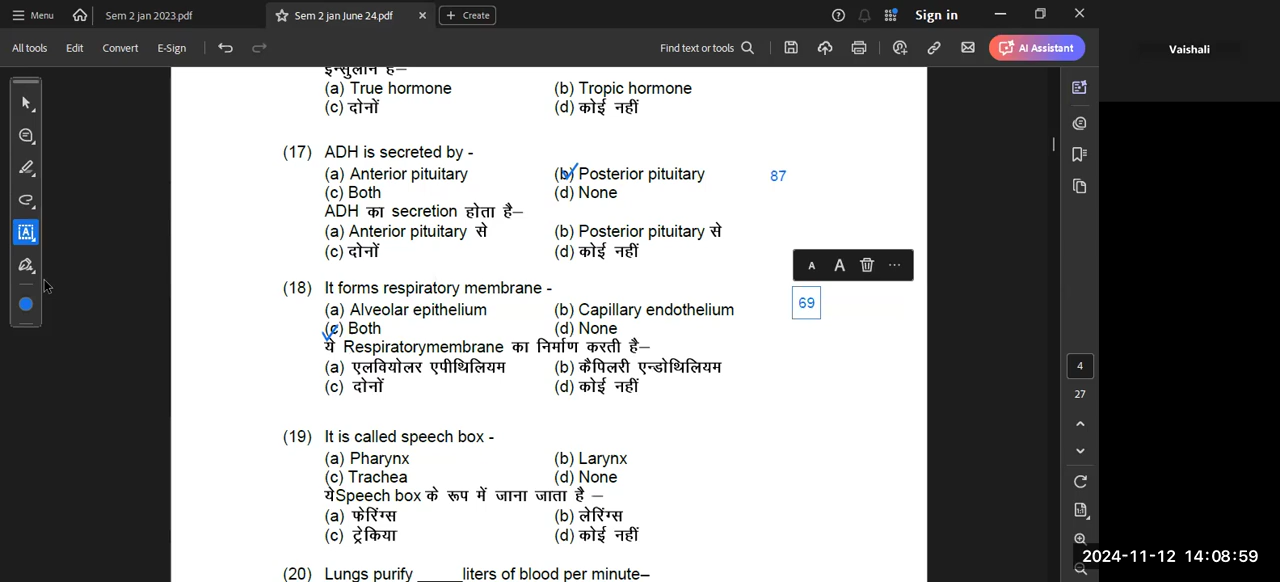 Menu Sem 2 jan 2023.pdf Sem 2 jan June 24.pdf Create Sign in
All tools Edit Convert E-Sign Find text or tools AI Assistant
Vaishali
इन्सुलीन है–
(a) True hormone (b) Tropic hormone
(c) दोनों (d) कोई नहीं
(17) ADH is secreted by -
(a) Anterior pituitary (b) Posterior pituitary 87
(c) Both (d) None
ADH का secretion होता है–
(a) Anterior pituitary से (b) Posterior pituitary से
(c) दोनों (d) कोई नहीं
A A ...
(18) It forms respiratory membrane -
69
(a) Alveolar epithelium (b) Capillary endothelium
(c) Both (d) None
ये Respiratorymembrane का निर्माण करती है–
(a) एलवियोलर एपीथिलियम (b) कैपिलरी एन्डोथिलियम
(c) दोनों (d) कोई नहीं
4
27
(19) It is called speech box -
(a) Pharynx (b) Larynx
(c) Trachea (d) None
येSpeech box के रूप में जाना जाता है –
(a) फेरिंग्स (b) लेरिंग्स
(c) ट्रेकिया (d) कोई नहीं
(20) Lungs purify _____liters of blood per minute–
2024-11-12 14:08:59